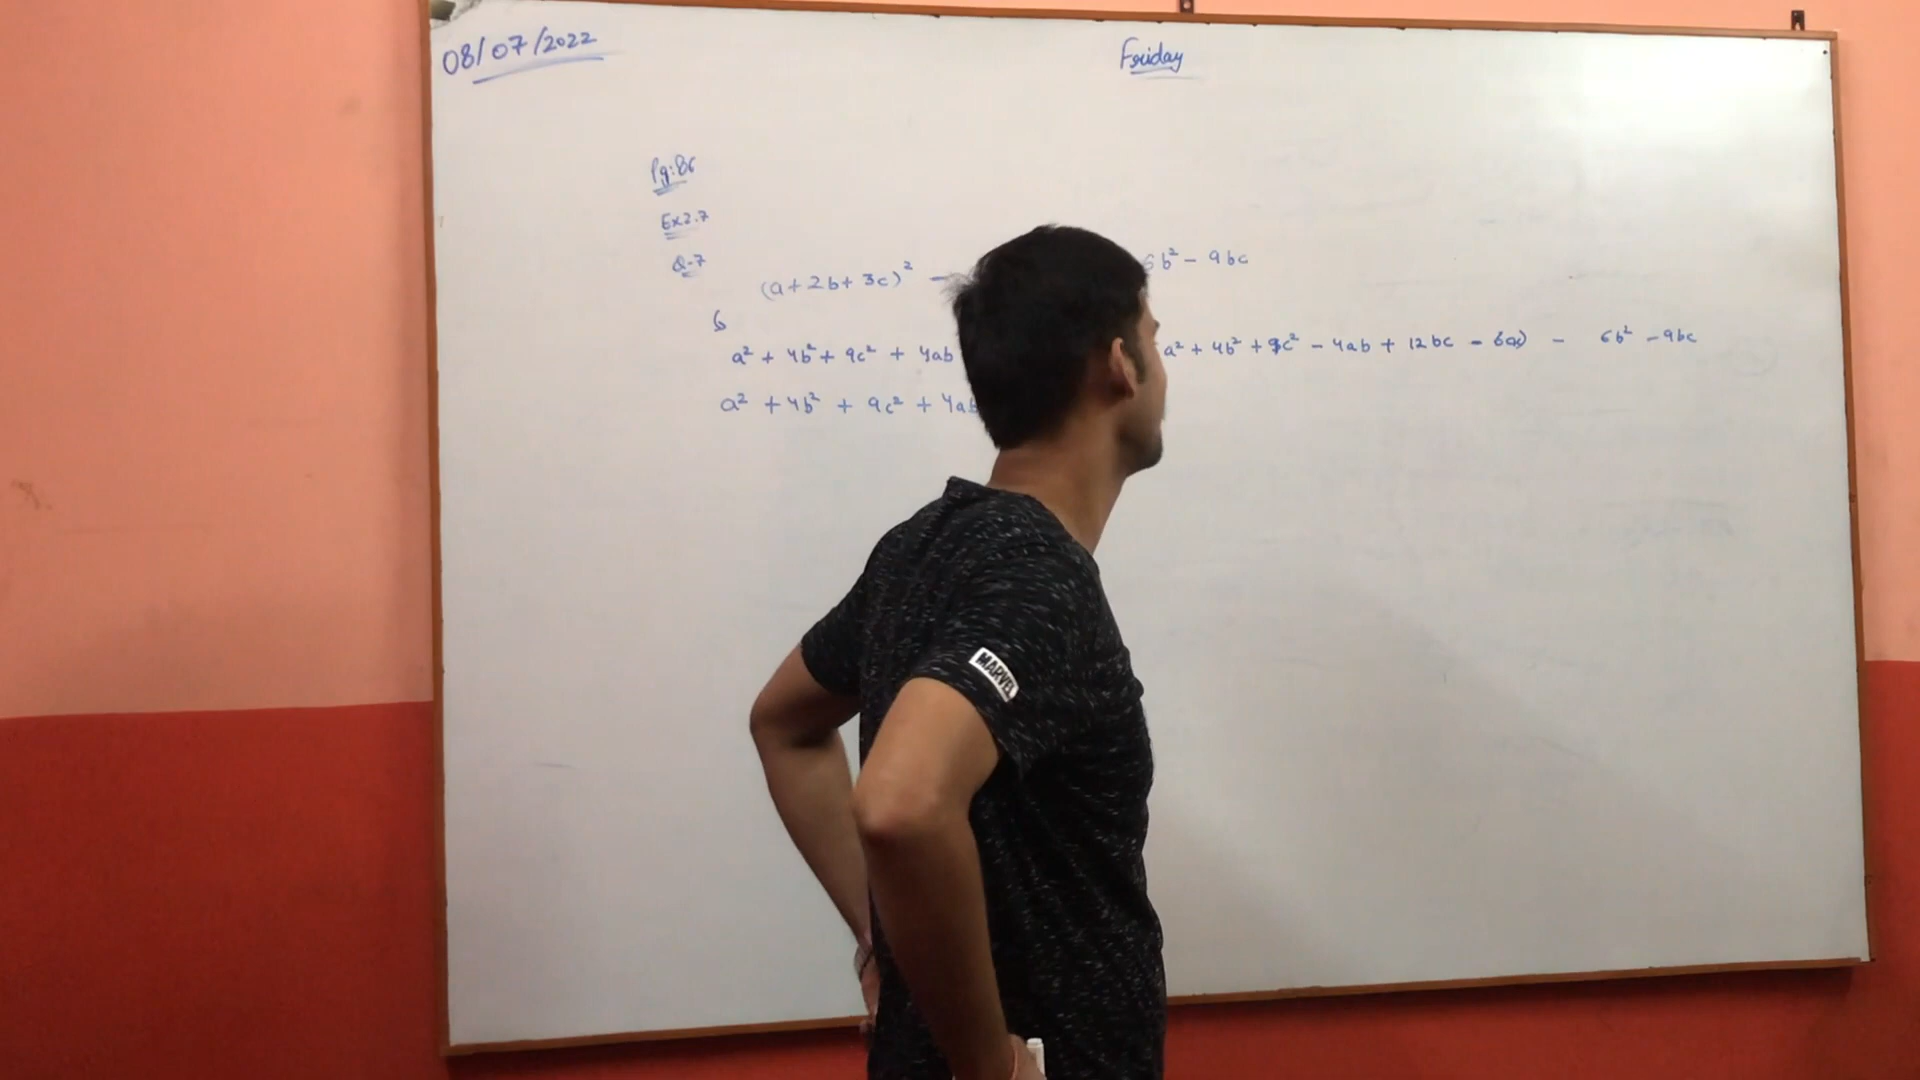 08/07/2022
Friday
Pg:86
Ex2.7
Q-7
(a+2b+3c)² - 6b² - 9bc
a² + 4b² + 9c² + 4ab a² + 4b² + 9c² - 4ab + 12bc - 6ac) - 6b² - 9bc
a² + 4b² + 9c² + 4ab
MARVEL